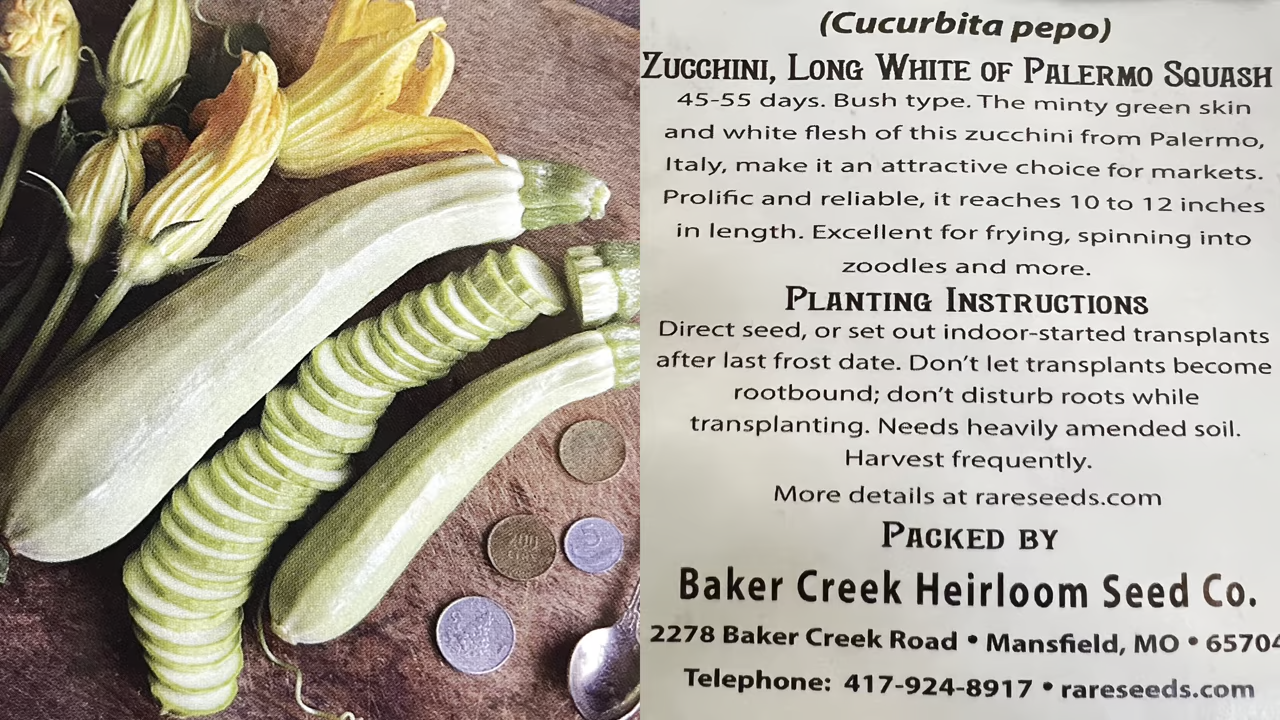 (Cucurbita pepo)
Zucchini, Long White of Palermo Squash
45-55 days. Bush type. The minty green skin
and white flesh of this zucchini from Palermo,
Italy, make it an attractive choice for markets.
Prolific and reliable, it reaches 10 to 12 inches
in length. Excellent for frying, spinning into
zoodles and more.
Planting Instructions
Direct seed, or set out indoor-started transplants
after last frost date. Don't let transplants become
rootbound; don't disturb roots while
transplanting. Needs heavily amended soil.
Harvest frequently.
More details at rareseeds.com
Packed by
Baker Creek Heirloom Seed Co.
2278 Baker Creek Road • Mansfield, MO • 65704
Telephone: 417-924-8917 • rareseeds.com
200
5